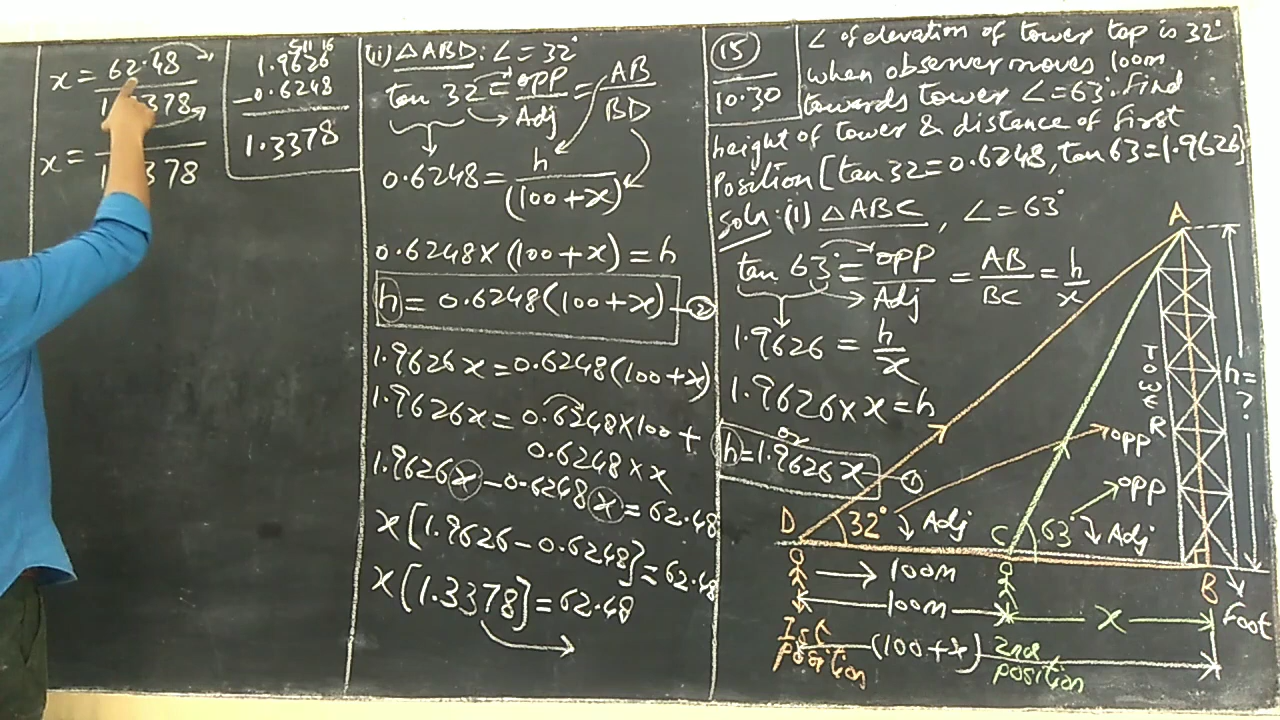 (15)
10.30
∠ of elevation of tower top is 32°
when observer moves 100m
towards tower ∠=63°. Find
height of tower & distance of first
Position [tan 32=0.6248, tan 63=1.9626]
Soln: (i) △ABC, ∠=63°
tan 63° = opp/Adj = AB/BC = h/x
1.9626 = h/x
1.9626 × x = h
or
h=1.9626 x — ①
A
TOWER
h=?
opp
opp
D 32° ↓ Adj C 63° ↓ Adj
B
→ 100m
Foot
100m x
Ist position
(100+x)
2nd position
(ii) △ABD: ∠=32°
tan 32 = opp/Adj = AB/BD
0.6248 = h/(100+x)
0.6248 × (100+x) = h
h = 0.6248(100+x) — ②
1.9626 x = 0.6248(100+x)
1.9626x = 0.6248×100 +
0.6248 × x
1.9626x – 0.6248x = 62.48
x[1.9626 – 0.6248] = 62.48
x[1.3378] = 62.48
x = 62.48
378
x =
378
1.9626
– 0.6248
1.3378